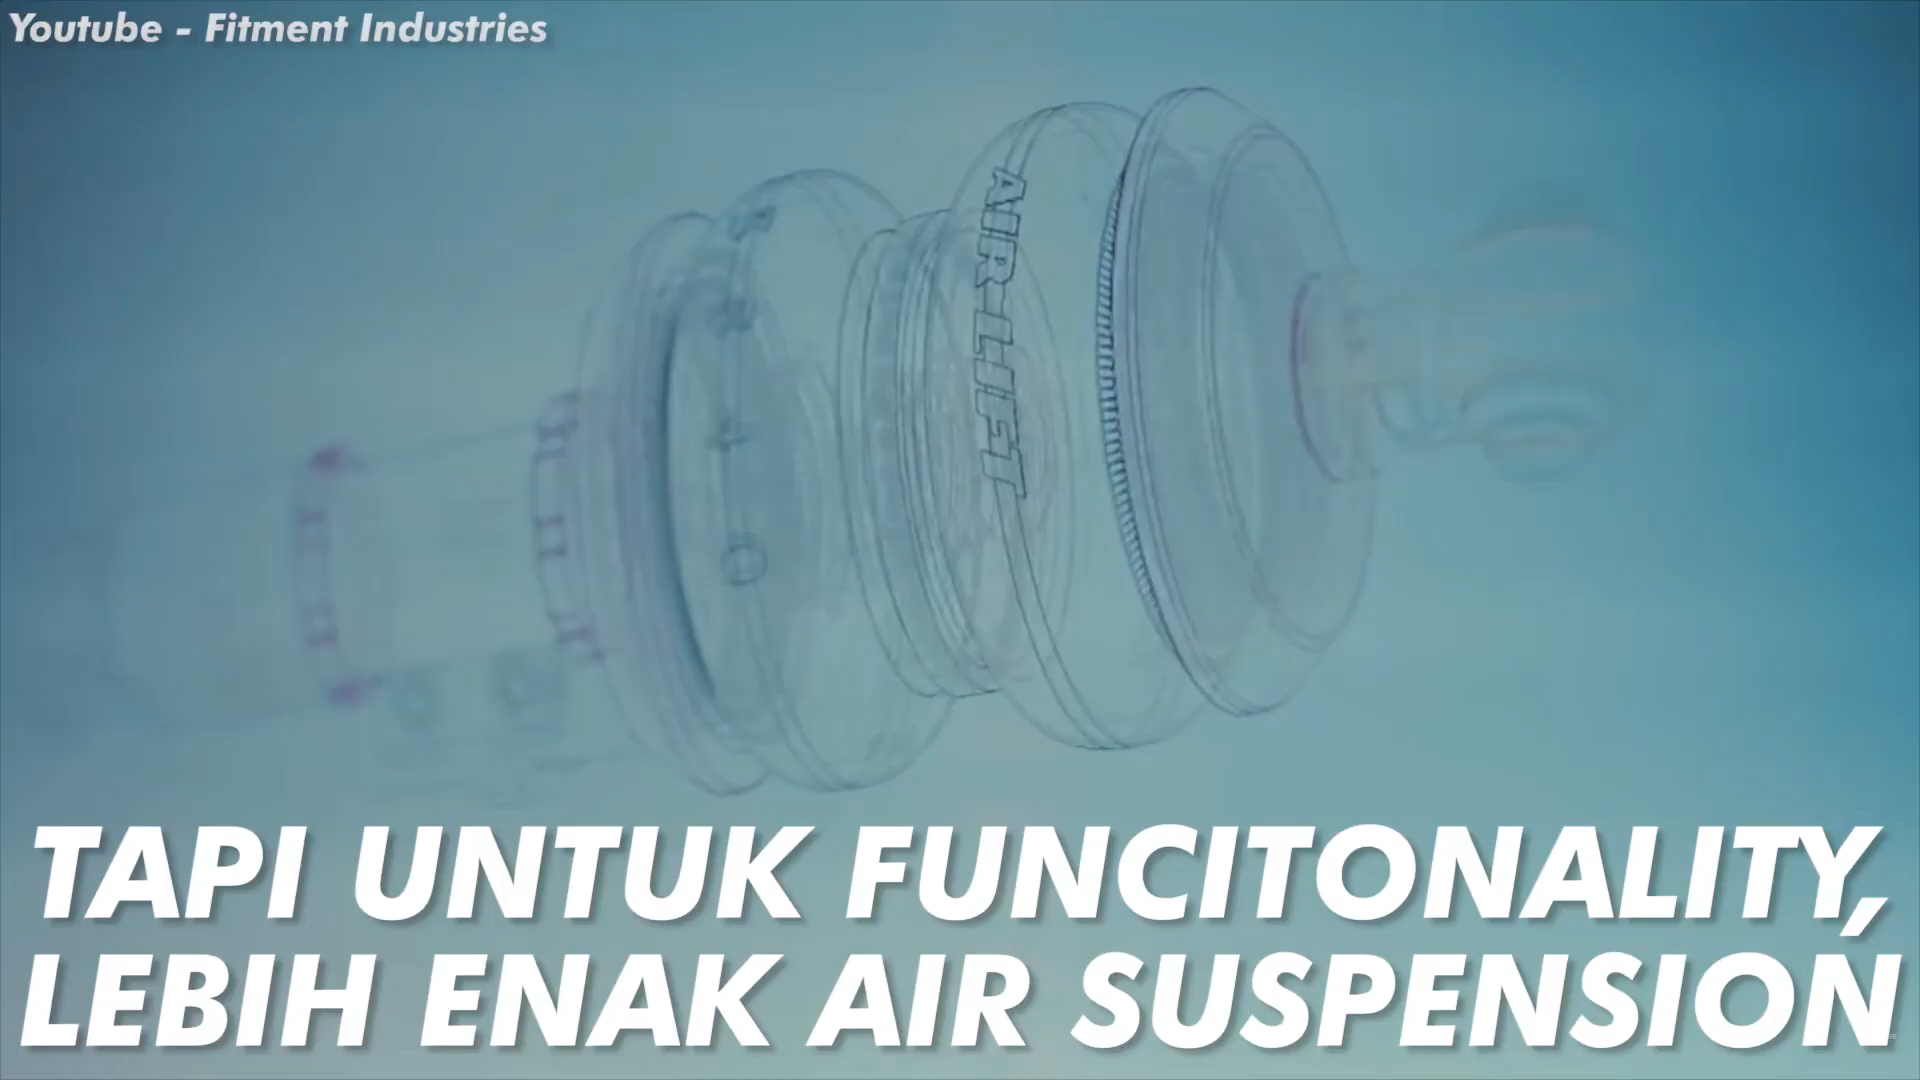 Youtube - Fitment Industries
AIR LIFT
TAPI UNTUK FUNCITONALITY,
LEBIH ENAK AIR SUSPENSION